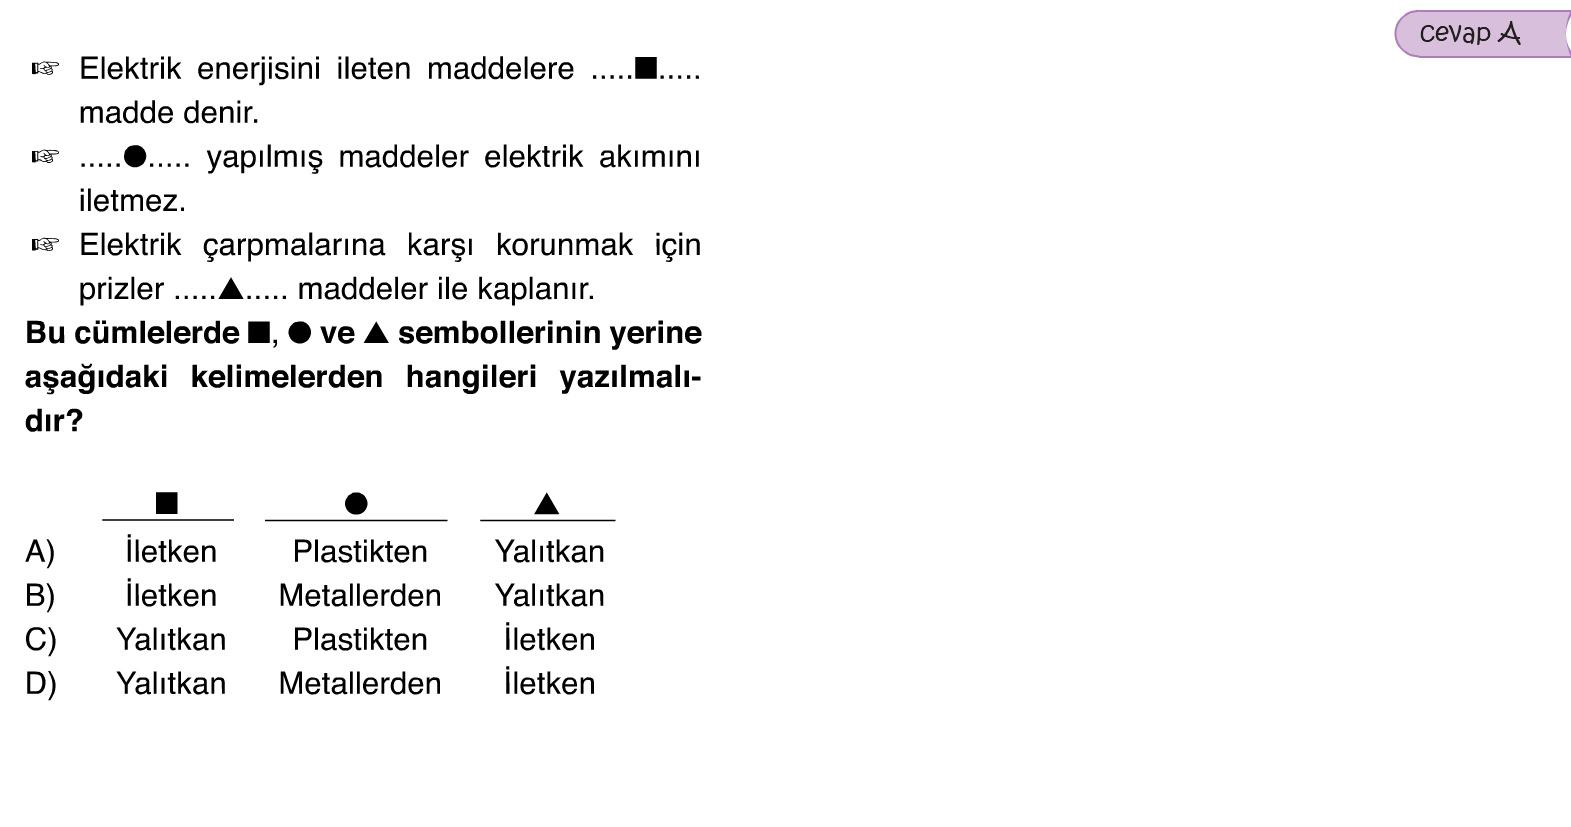 cevap A
☞ Elektrik enerjisini ileten maddelere .....■.....
madde denir.
☞ .....●..... yapılmış maddeler elektrik akımını
iletmez.
☞ Elektrik çarpmalarına karşı korunmak için
prizler .....▲..... maddeler ile kaplanır.
Bu cümlelerde ■, ● ve ▲ sembollerinin yerine
aşağıdaki kelimelerden hangileri yazılmalı-
dır?
■ ● ▲
A) İletken Plastikten Yalıtkan
B) İletken Metallerden Yalıtkan
C) Yalıtkan Plastikten İletken
D) Yalıtkan Metallerden İletken